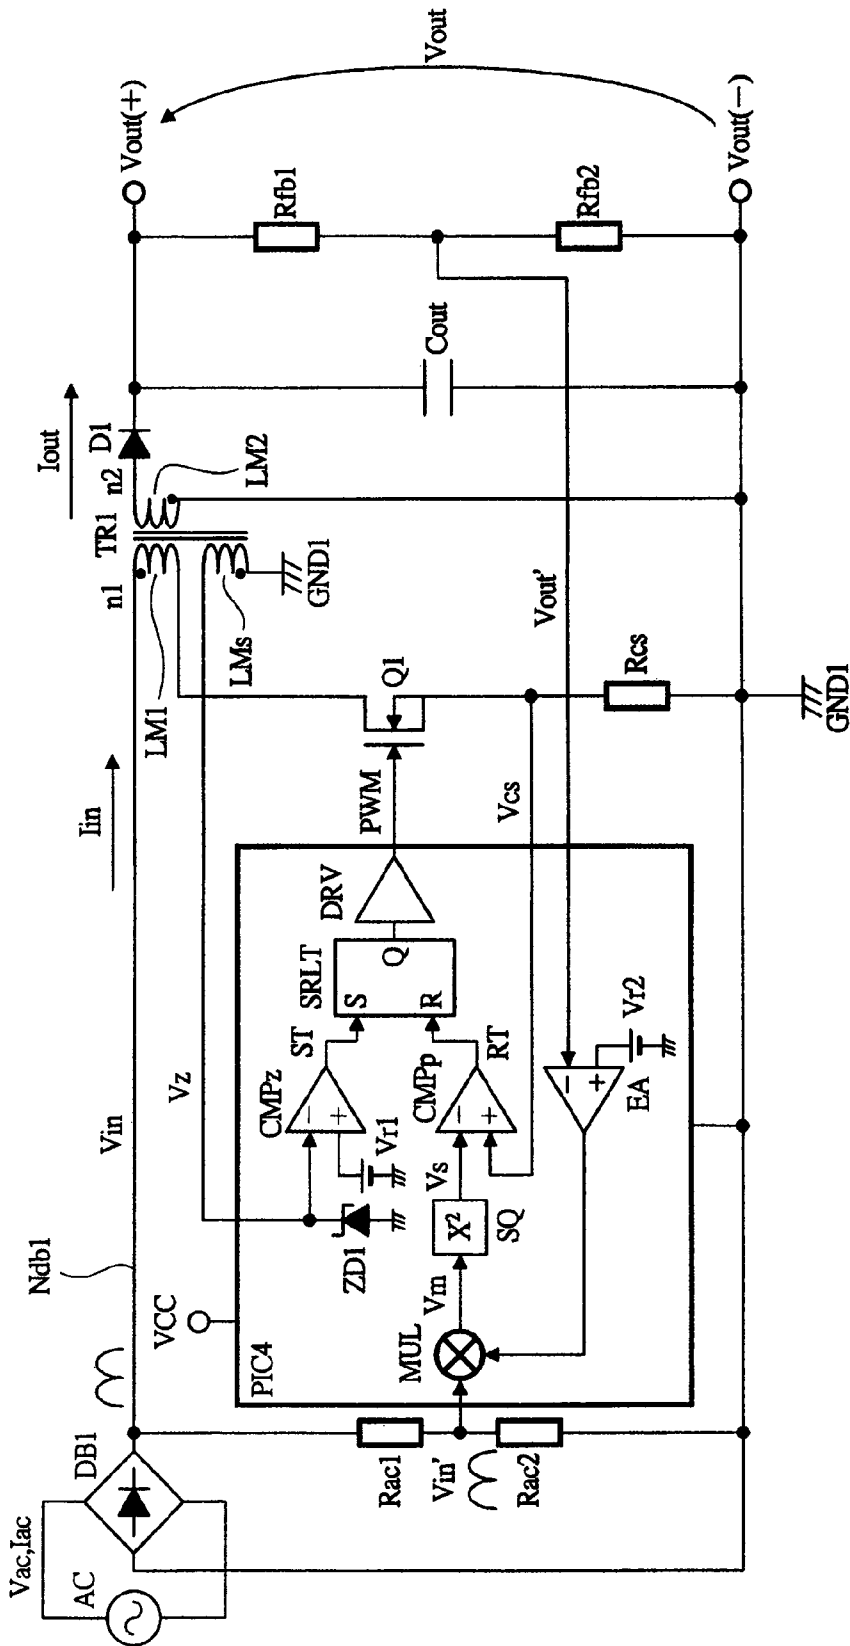 Vac,Iac
AC
DB1
Ndb1
Vin
Iin
n1
TR1
n2
D1
Iout
Vout(+)
Vout
Vout(−)
LM1
LMs
LM2
GND1
Vz
VCC
PIC4
Rac1
Vin'
Rac2
MUL
Vm
X²
SQ
Vs
ZD1
Vr1
CMPz
−
+
ST
CMPp
−
+
RT
SRLT
S
R
Q
DRV
PWM
Q1
Vcs
Rcs
GND1
EA
−
+
Vr2
Vout'
Cout
Rfb1
Rfb2